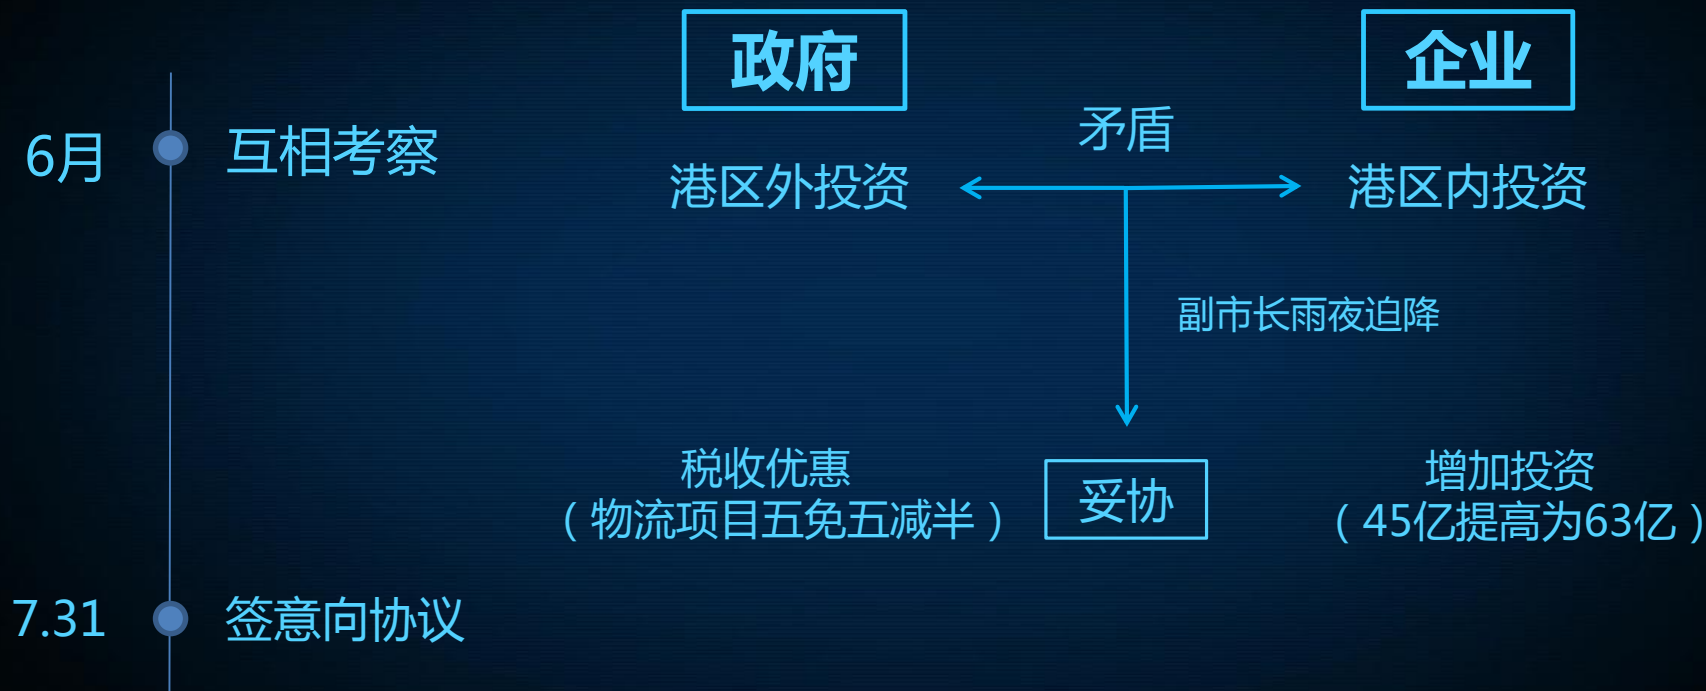 政府
企业
6月
互相考察
矛盾
港区外投资
港区内投资
副市长雨夜迫降
税收优惠
（物流项目五免五减半）
妥协
增加投资
（45亿提高为63亿）
7.31
签意向协议